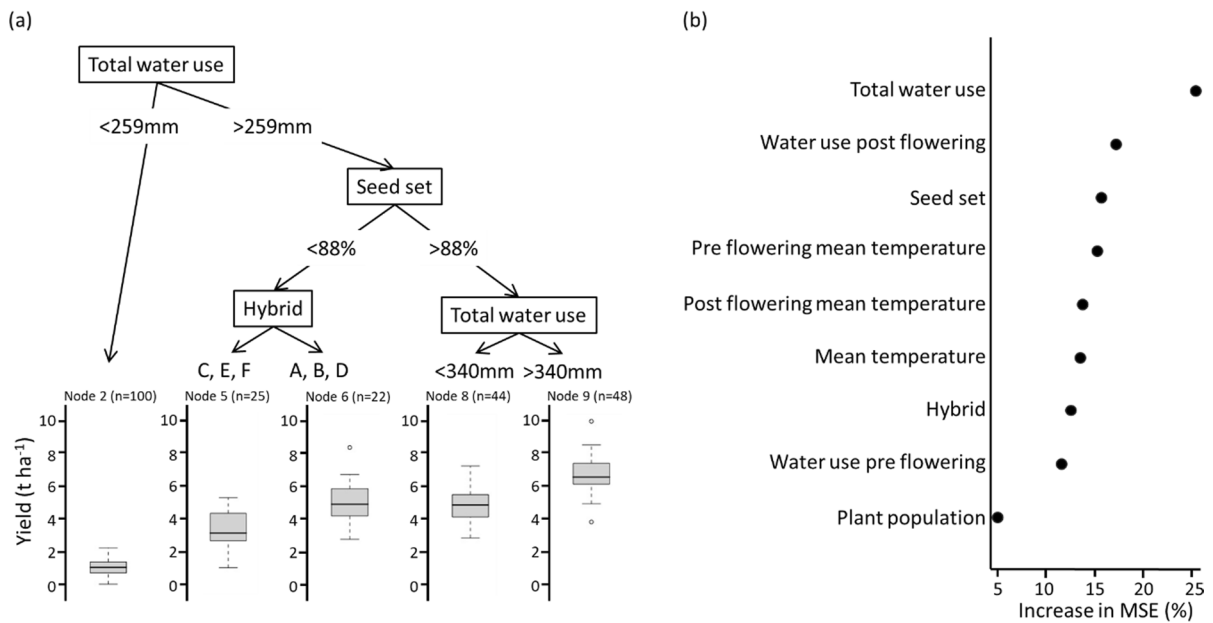 (a)
Total water use
<259mm >259mm
Seed set
<88% >88%
Hybrid
Total water use
C, E, F A, B, D <340mm >340mm
Node 2 (n=100) Node 5 (n=25) Node 6 (n=22) Node 8 (n=44) Node 9 (n=48)
Yield (t ha⁻¹)
10 10 10 10 10
8 8 8 8 8
6 6 6 6 6
4 4 4 4 4
2 2 2 2 2
0 0 0 0 0
(b)
Total water use
Water use post flowering
Seed set
Pre flowering mean temperature
Post flowering mean temperature
Mean temperature
Hybrid
Water use pre flowering
Plant population
5 10 15 20 25
Increase in MSE (%)